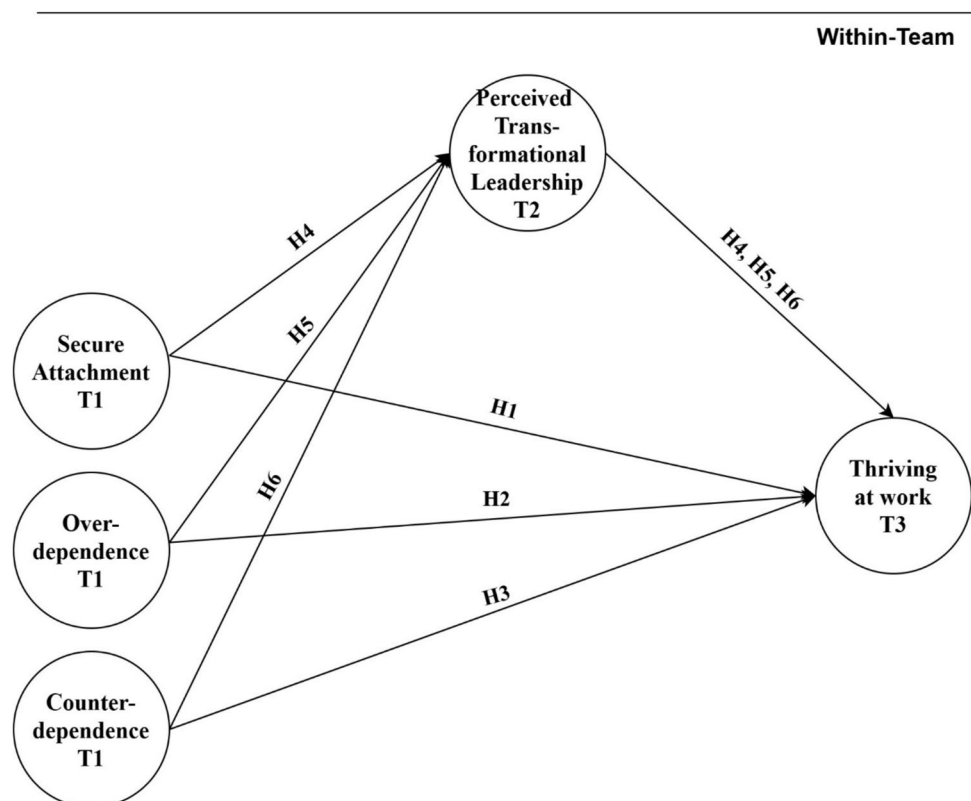 Within-Team
Perceived
Trans-
formational
Leadership
T2
H4
H4, H5, H6
H5
Secure
Attachment
T1
H1
H6
Thriving
at work
T3
H2
Over-
dependence
T1
H3
Counter-
dependence
T1